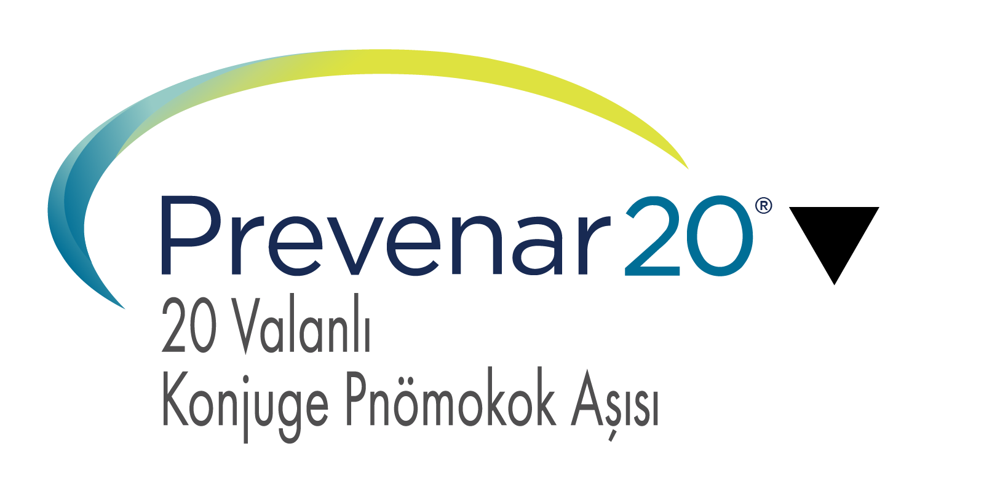 Prevenar20®
20 Valanlı
Konjuge Pnömokok Aşısı